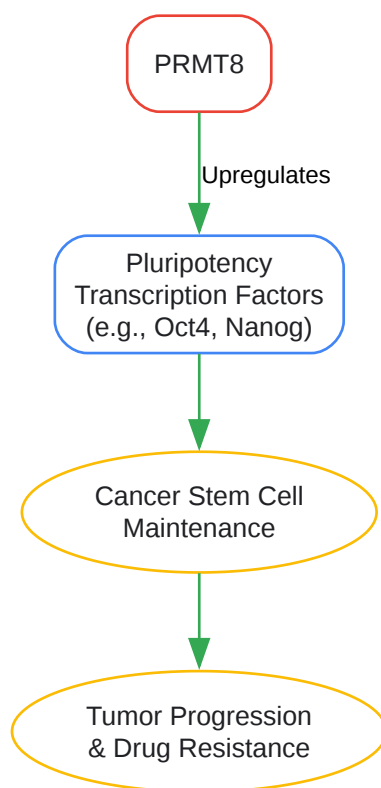 PRMT8
Upregulates
Pluripotency
Transcription Factors
(e.g., Oct4, Nanog)
Cancer Stem Cell
Maintenance
Tumor Progression
& Drug Resistance